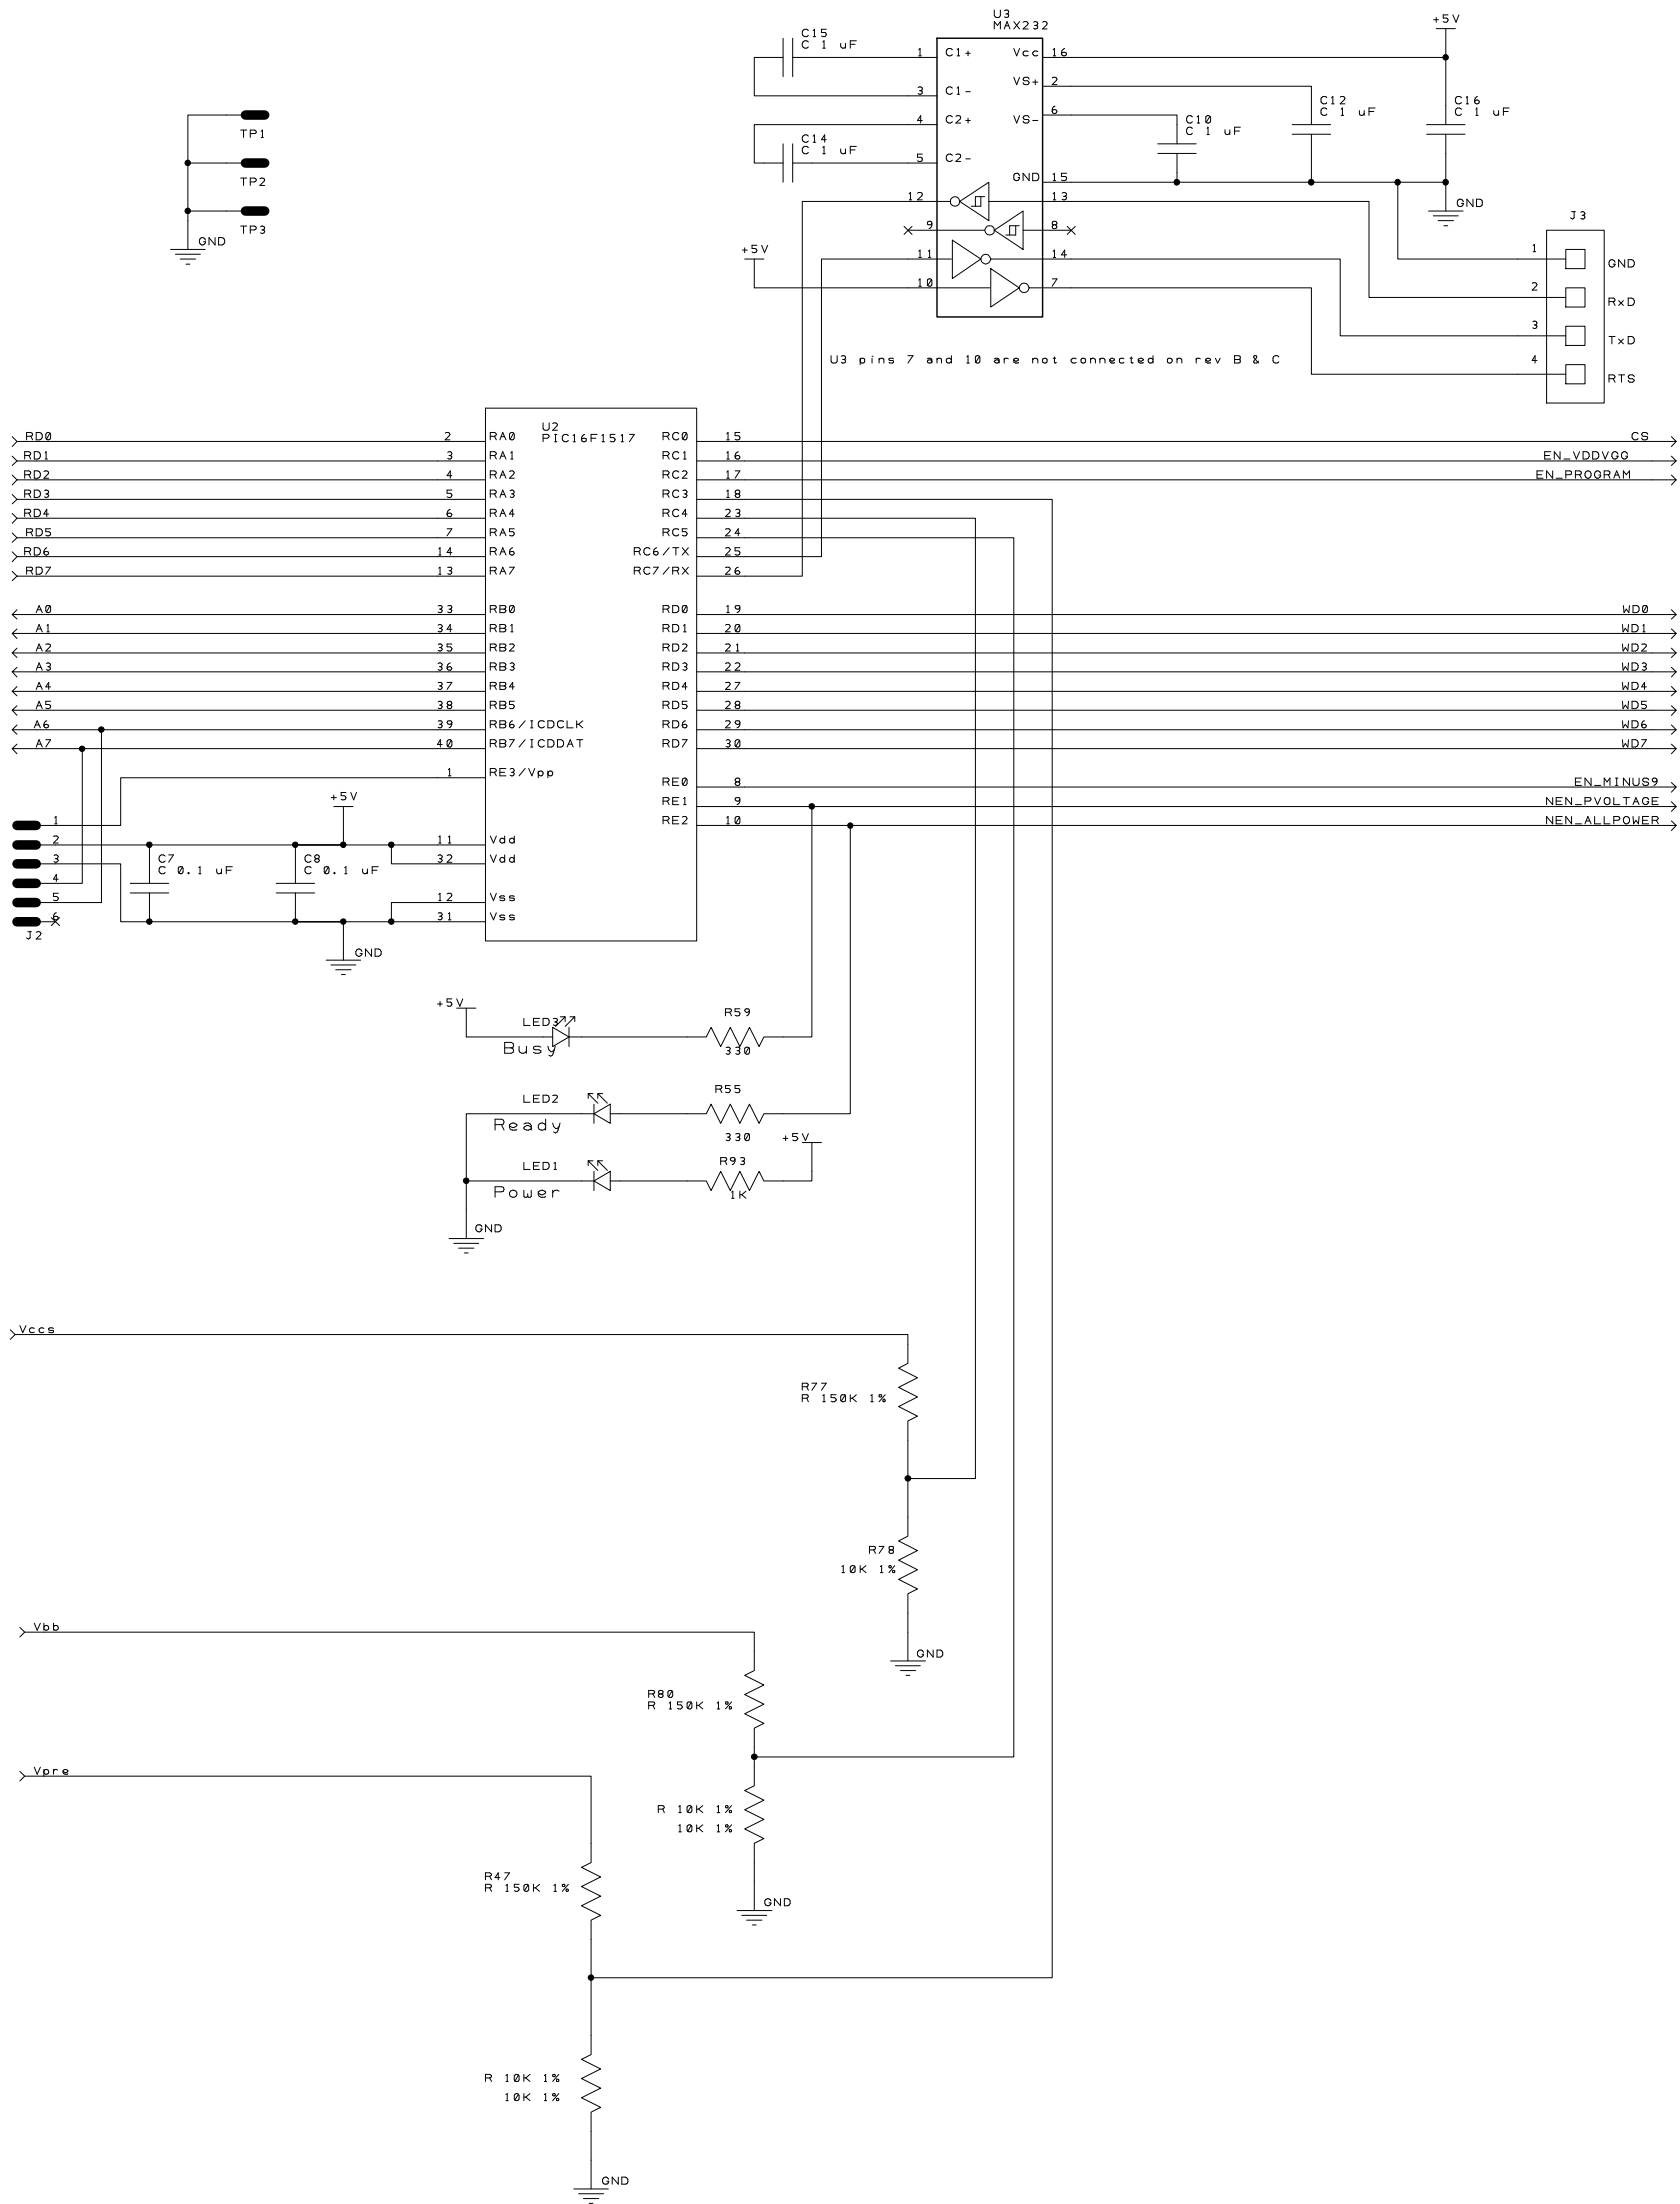 U3
MAX232
+5V
C15
C 1 uF
1 C1+ Vcc 16
VS+ 2
3 C1- 
C12
C 1 uF
C16
C 1 uF
6
4 C2+ VS-
C10
C 1 uF
C14
C 1 uF
5 C2-
GND 15
12 13
GND
9 8
+5V
11 14
10 7
TP1
TP2
TP3
GND
J3
1 GND
2 RxD
3 TxD
4 RTS
U3 pins 7 and 10 are not connected on rev B & C
U2
PIC16F1517
RD0 2 RA0 RC0 15 CS
RD1 3 RA1 RC1 16 EN_VDDVGG
RD2 4 RA2 RC2 17 EN_PROGRAM
RD3 5 RA3 RC3 18
RD4 6 RA4 RC4 23
RD5 7 RA5 RC5 24
RD6 14 RA6 RC6/TX 25
RD7 13 RA7 RC7/RX 26
A0 33 RB0 RD0 19 WD0
A1 34 RB1 RD1 20 WD1
A2 35 RB2 RD2 21 WD2
A3 36 RB3 RD3 22 WD3
A4 37 RB4 RD4 27 WD4
A5 38 RB5 RD5 28 WD5
A6 39 RB6/ICDCLK RD6 29 WD6
A7 40 RB7/ICDDAT RD7 30 WD7
1 RE3/Vpp
RE0 8 EN_MINUS9
RE1 9 NEN_PVOLTAGE
RE2 10 NEN_ALLPOWER
+5V
1
2
3
4
5
6
J2
C7
C 0.1 uF
C8
C 0.1 uF
11 Vdd
32 Vdd
12 Vss
31 Vss
GND
+5V
LED3
Busy
R59
330
LED2
Ready
R55
330
+5V
LED1
Power
R93
1K
GND
Vccs
R77
R 150K 1%
R78
10K 1%
GND
Vbb
R80
R 150K 1%
R 10K 1%
10K 1%
GND
Vpre
R47
R 150K 1%
R 10K 1%
10K 1%
GND